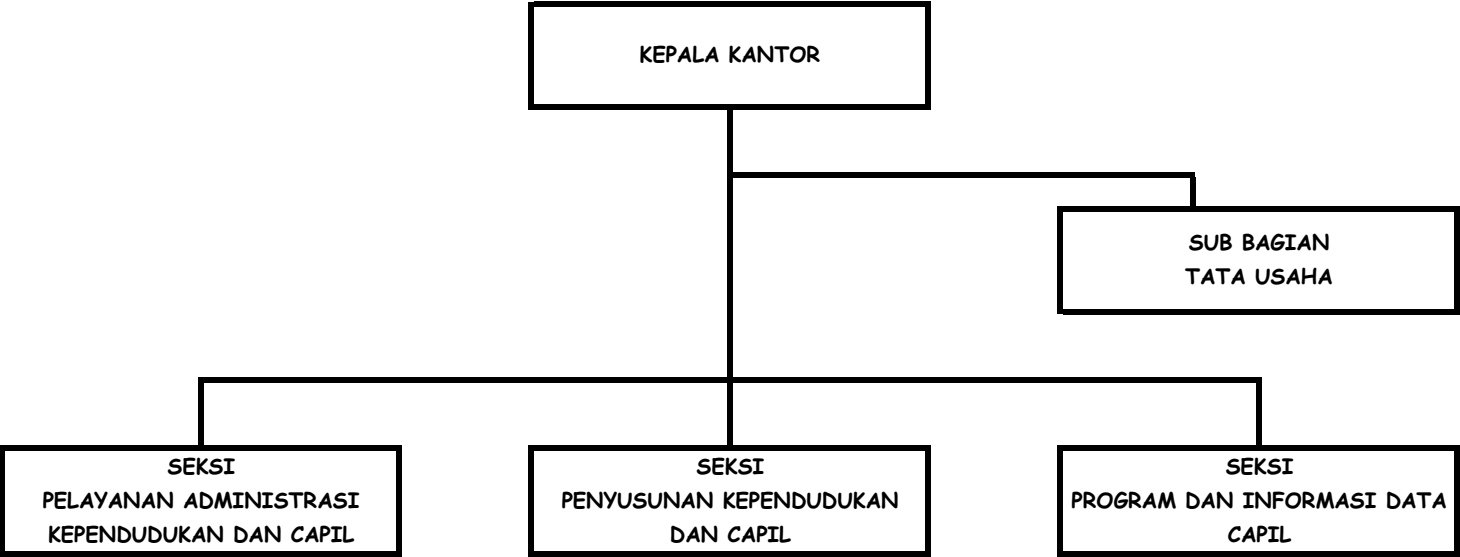 KEPALA KANTOR
SUB BAGIAN
TATA USAHA
SEKSI
PELAYANAN ADMINISTRASI
KEPENDUDUKAN DAN CAPIL
SEKSI
PENYUSUNAN KEPENDUDUKAN
DAN CAPIL
SEKSI
PROGRAM DAN INFORMASI DATA
CAPIL